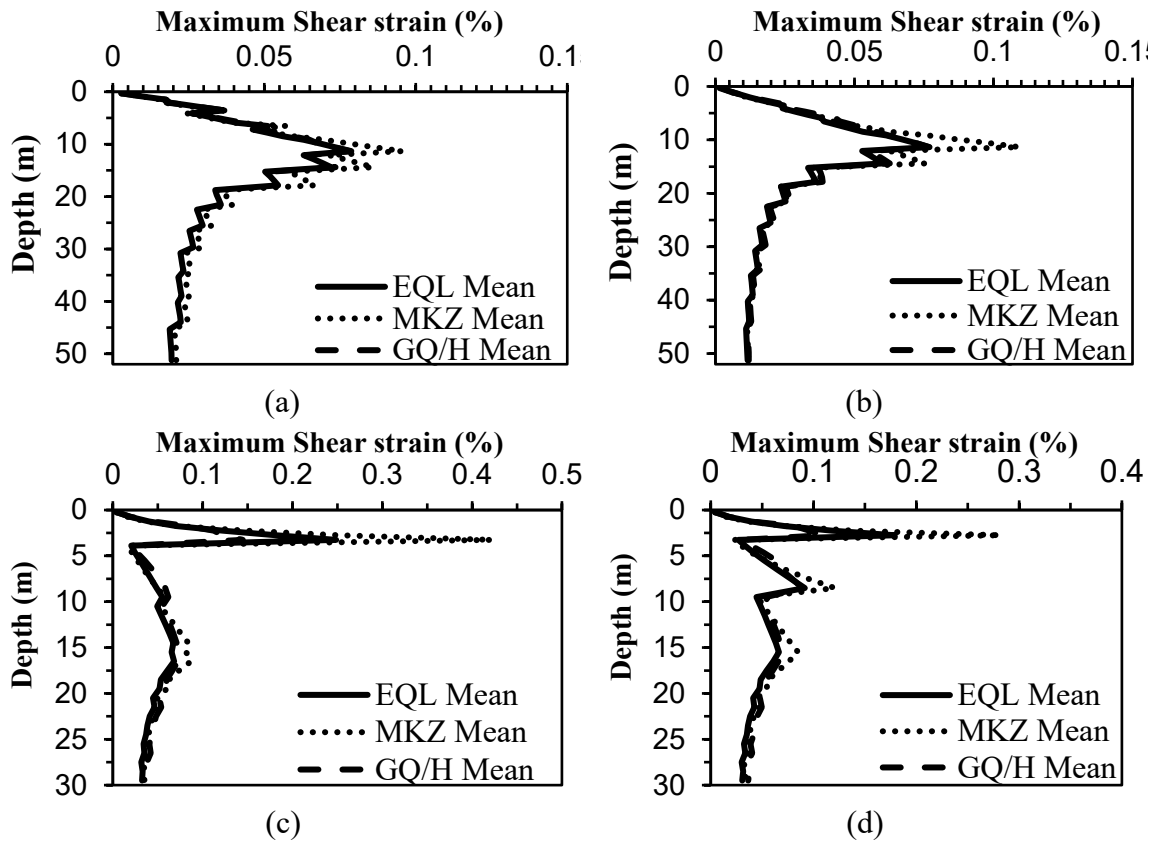 Maximum Shear strain (%)
0 0.05 0.1 0.1
0
10
20
30
40
50
Depth (m)
EQL Mean
MKZ Mean
GQ/H Mean
(a)
Maximum Shear strain (%)
0 0.05 0.1 0.15
0
10
20
30
40
50
Depth (m)
EQL Mean
MKZ Mean
GQ/H Mean
(b)
Maximum Shear strain (%)
0 0.1 0.2 0.3 0.4 0.5
0
5
10
15
20
25
30
Depth (m)
EQL Mean
MKZ Mean
GQ/H Mean
(c)
Maximum Shear strain (%)
0 0.1 0.2 0.3 0.4
0
5
10
15
20
25
30
Depth (m)
EQL Mean
MKZ Mean
GQ/H Mean
(d)